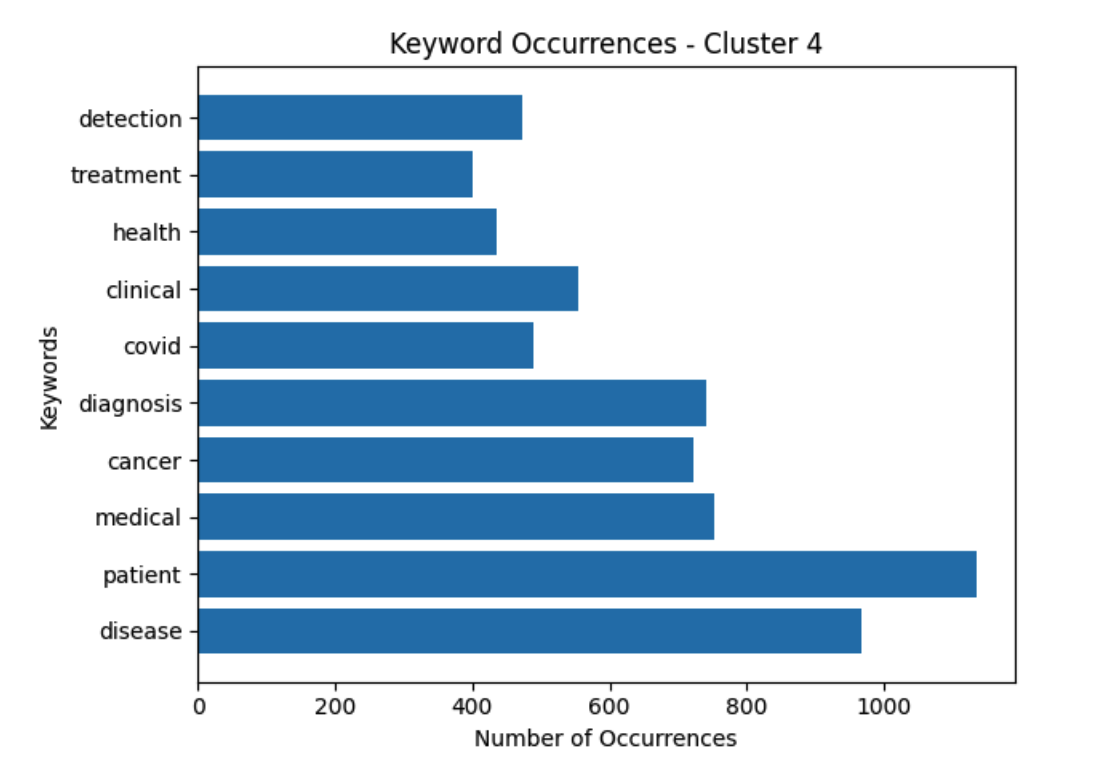 Keyword Occurrences - Cluster 4
detection
treatment
health
clinical
covid
diagnosis
cancer
medical
patient
disease
Keywords
0 200 400 600 800 1000
Number of Occurrences